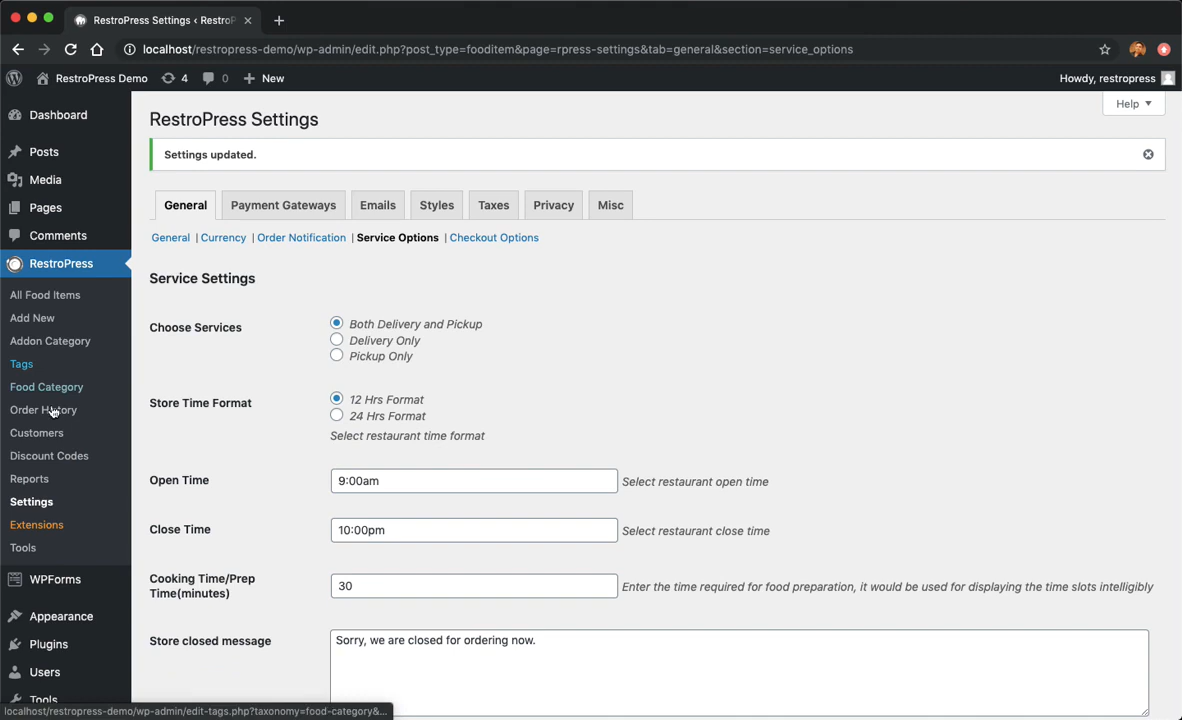 RestroPress Settings ‹ RestroP
localhost/restropress-demo/wp-admin/edit.php?post_type=fooditem&page=rpress-settings&tab=general&section=service_options
RestroPress Demo 4 0 New
Howdy, restropress
Help
Dashboard
Posts
Media
Pages
Comments
RestroPress
All Food Items
Add New
Addon Category
Tags
Food Category
Order History
Customers
Discount Codes
Reports
Settings
Extensions
Tools
WPForms
Appearance
Plugins
Users
Tools
localhost/restropress-demo/wp-admin/edit-tags.php?taxonomy=food-category&...
RestroPress Settings
Settings updated.
General Payment Gateways Emails Styles Taxes Privacy Misc
General | Currency | Order Notification | Service Options | Checkout Options
Service Settings
Choose Services
Both Delivery and Pickup
Delivery Only
Pickup Only
Store Time Format
12 Hrs Format
24 Hrs Format
Select restaurant time format
Open Time 9:00am Select restaurant open time
Close Time 10:00pm Select restaurant close time
Cooking Time/Prep
Time(minutes)
30 Enter the time required for food preparation, it would be used for displaying the time slots intelligibly
Store closed message Sorry, we are closed for ordering now.